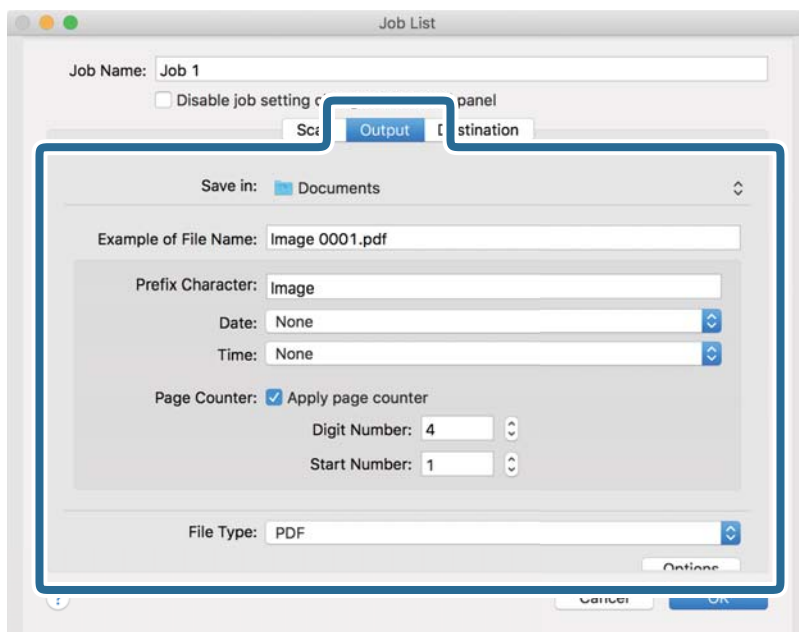 Job List
Job Name: Job 1
Disable job setting panel
Output
Save in: Documents
Example of File Name: Image 0001.pdf
Prefix Character: Image
Date: None
Time: None
Page Counter: Apply page counter
Digit Number: 4
Start Number: 1
File Type: PDF
Options
?
Cancel OK